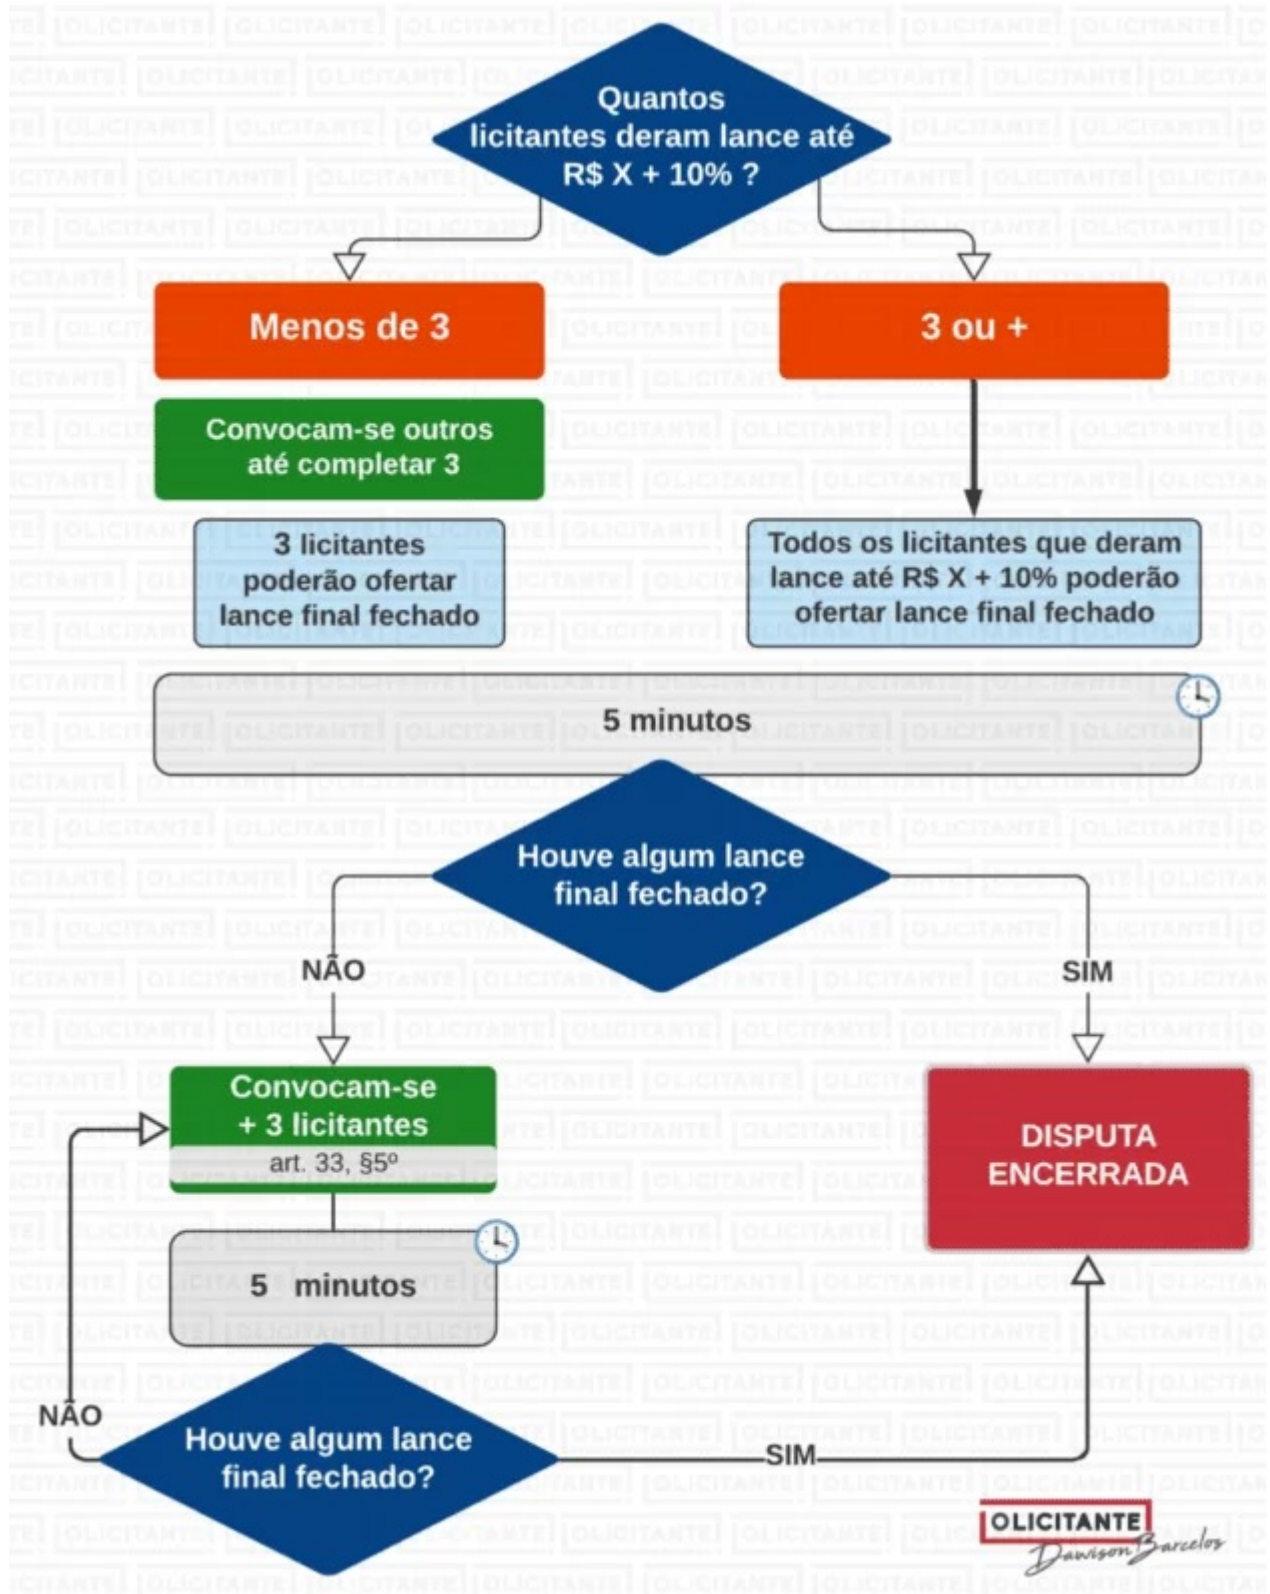 Quantos
licitantes deram lance até
R$ X + 10% ?
Menos de 3
3 ou +
Convocam-se outros
até completar 3
3 licitantes
poderão ofertar
lance final fechado
Todos os licitantes que deram
lance até R$ X + 10% poderão
ofertar lance final fechado
5 minutos
Houve algum lance
final fechado?
NÃO
SIM
Convocam-se
+ 3 licitantes
art. 33, §5º
DISPUTA
ENCERRADA
5 minutos
NÃO
Houve algum lance
final fechado?
SIM
OLICITANTE
Dawison Barcelos